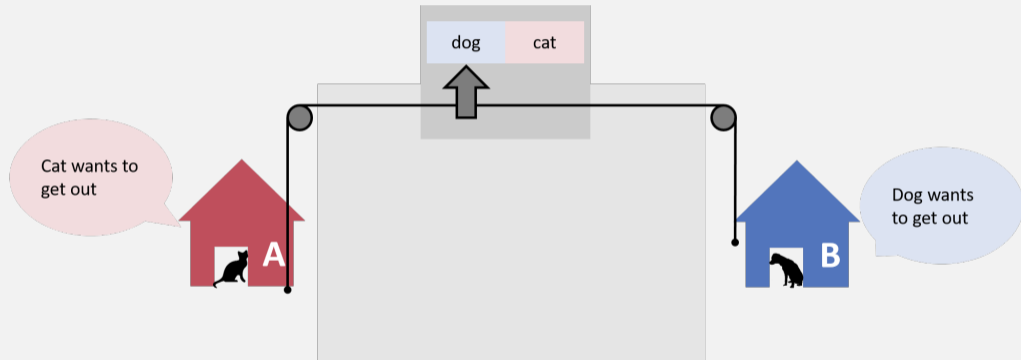 dog cat
Cat wants to
get out
A
Dog wants
to get out
B